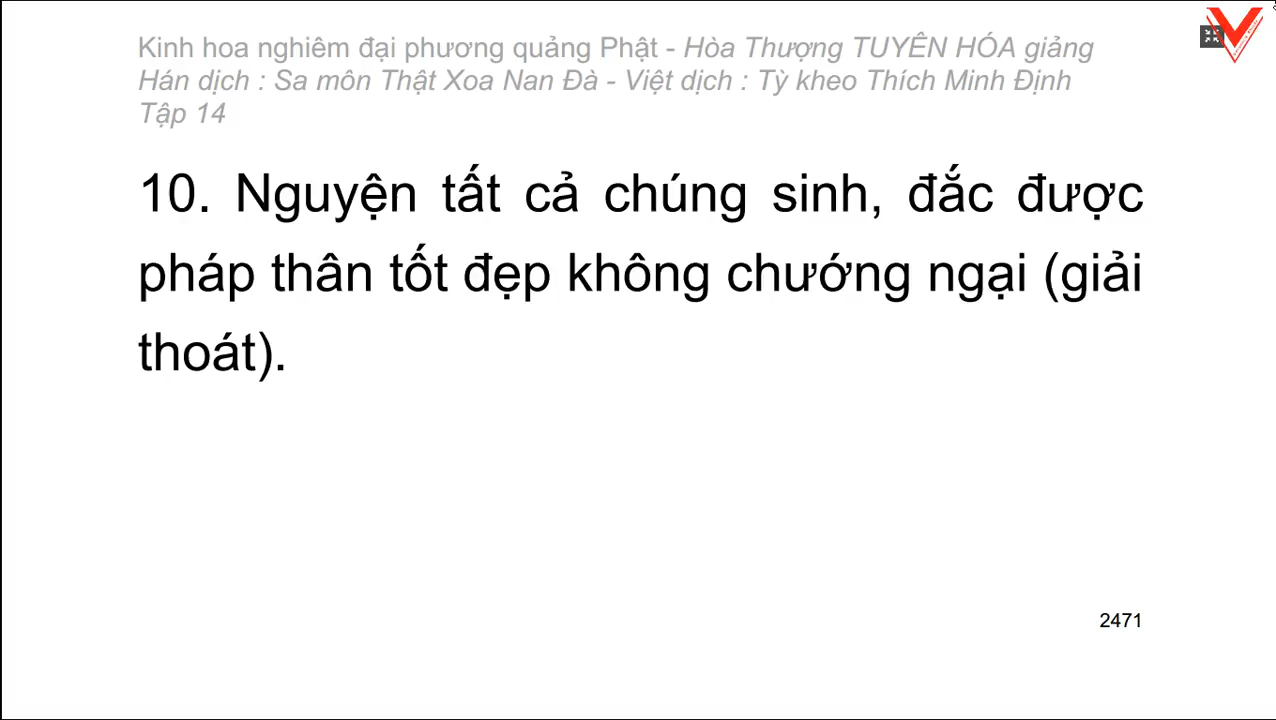 Kinh hoa nghiêm đại phương quảng Phật - Hòa Thượng TUYÊN HÓA giảng
Hán dịch : Sa môn Thật Xoa Nan Đà - Việt dịch : Tỳ kheo Thích Minh Định
Tập 14
10. Nguyện tất cả chúng sinh, đắc được
pháp thân tốt đẹp không chướng ngại (giải
thoát).
2471